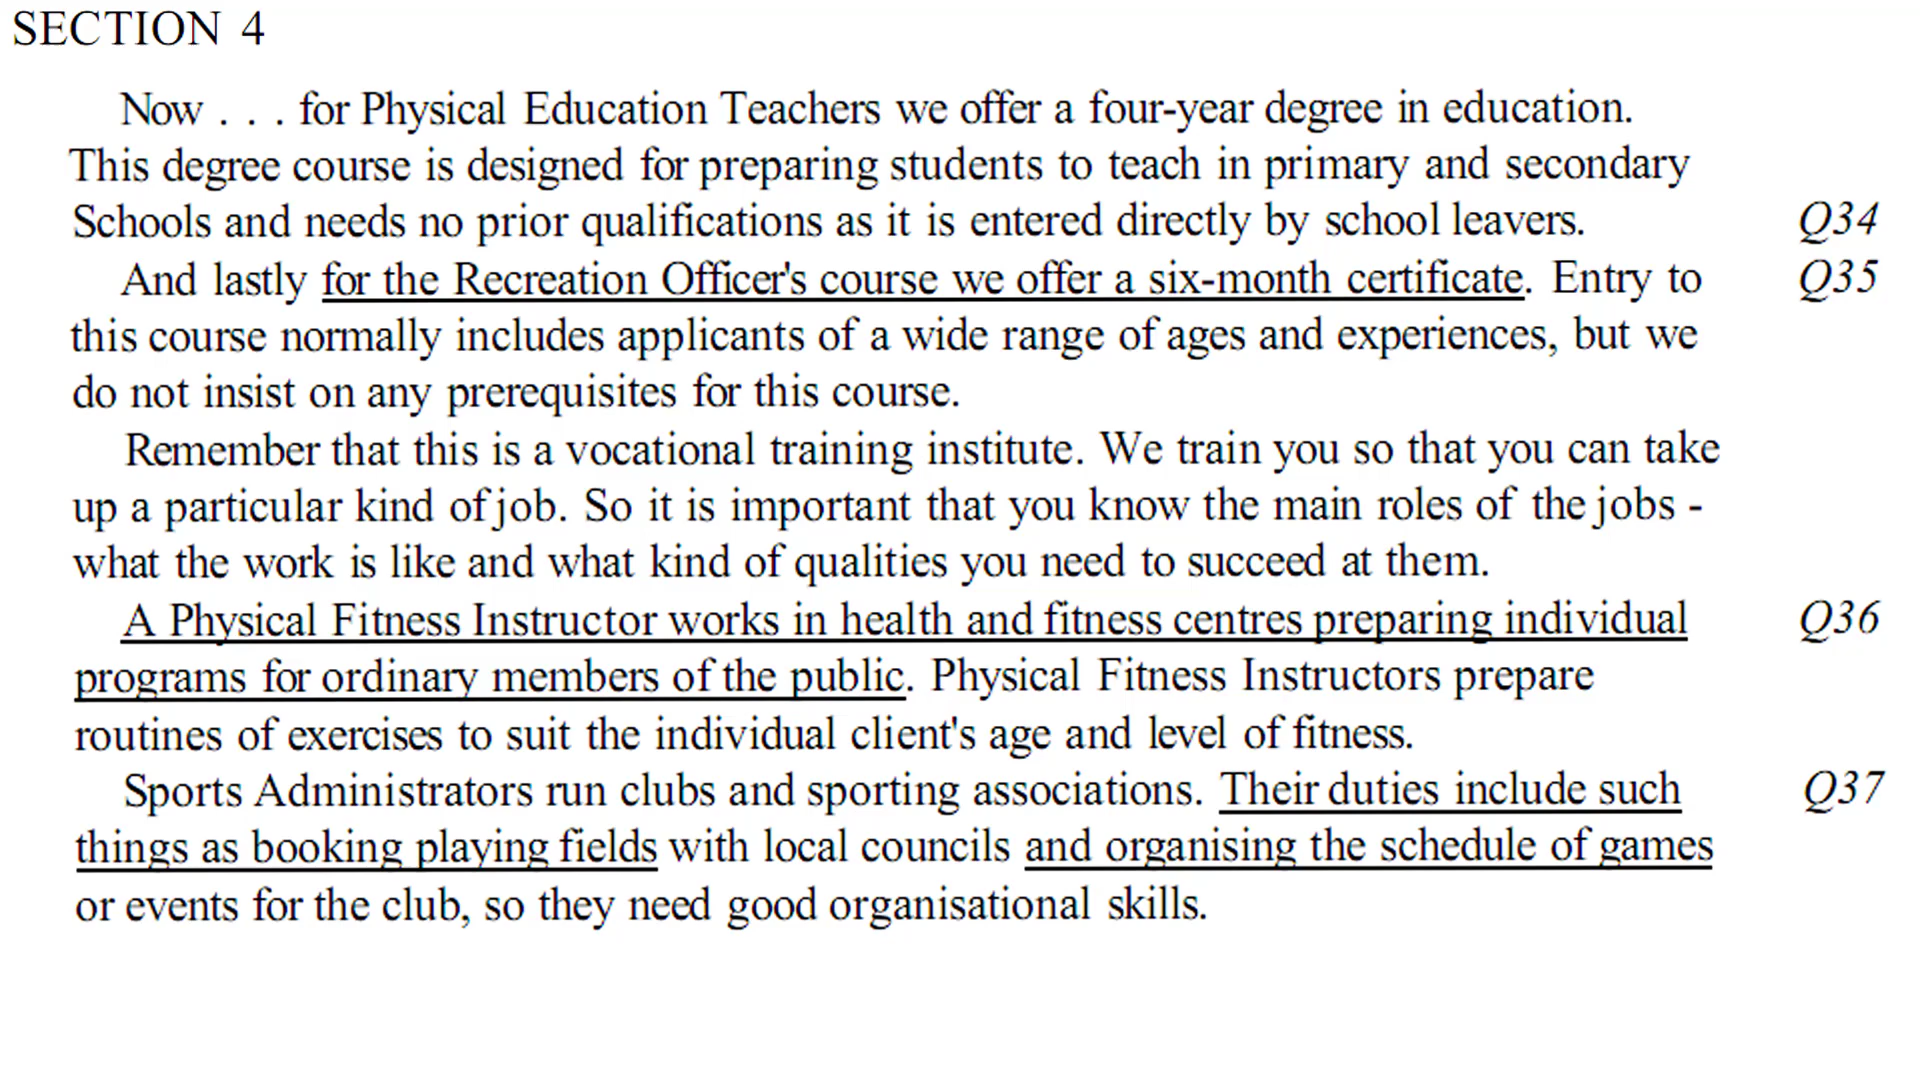 SECTION 4
Now . . . for Physical Education Teachers we offer a four-year degree in education.
This degree course is designed for preparing students to teach in primary and secondary
Schools and needs no prior qualifications as it is entered directly by school leavers. Q34
And lastly for the Recreation Officer's course we offer a six-month certificate. Entry to Q35
this course normally includes applicants of a wide range of ages and experiences, but we
do not insist on any prerequisites for this course.
Remember that this is a vocational training institute. We train you so that you can take
up a particular kind of job. So it is important that you know the main roles of the jobs -
what the work is like and what kind of qualities you need to succeed at them.
A Physical Fitness Instructor works in health and fitness centres preparing individual Q36
programs for ordinary members of the public. Physical Fitness Instructors prepare
routines of exercises to suit the individual client's age and level of fitness.
Sports Administrators run clubs and sporting associations. Their duties include such Q37
things as booking playing fields with local councils and organising the schedule of games
or events for the club, so they need good organisational skills.